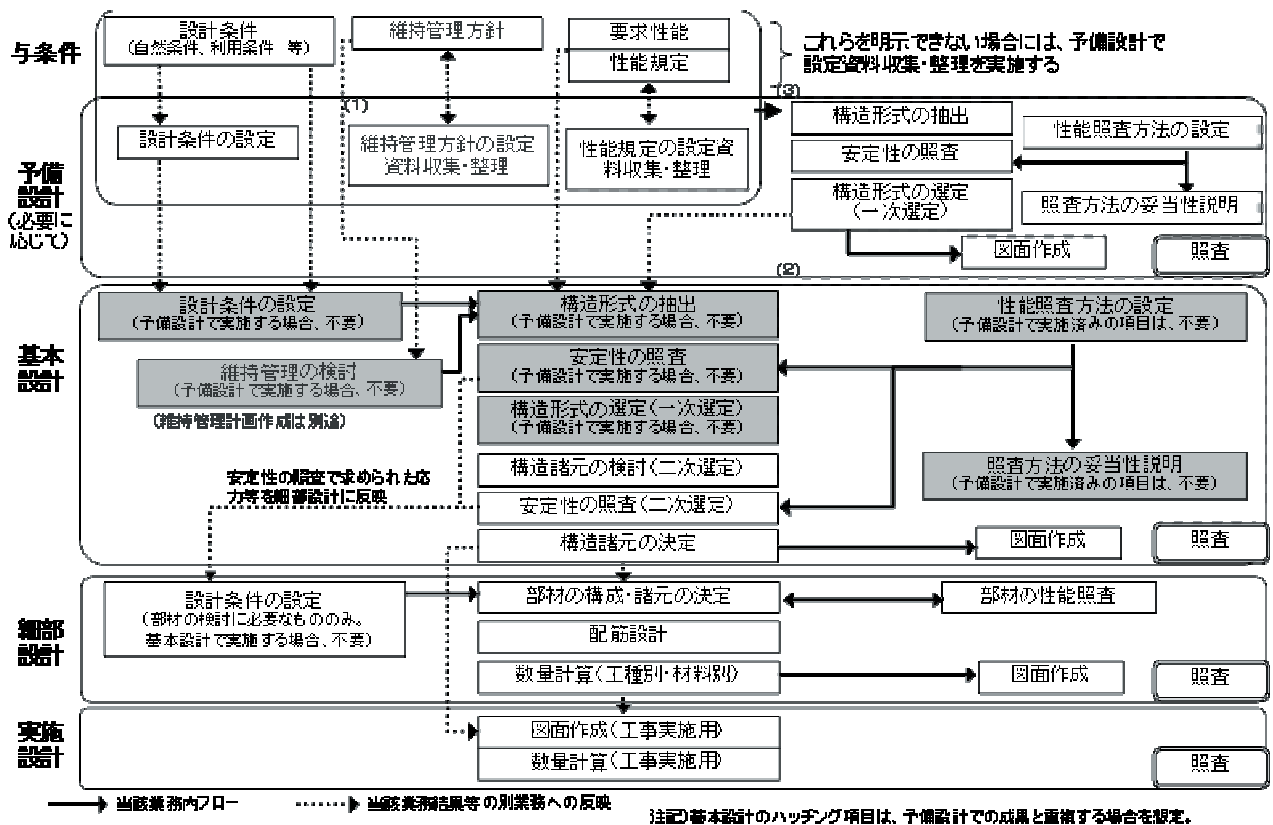 与条件
設計条件
(自然条件、利用条件 等)
維持管理方針
要求性能
性能規定
これらを明示できない場合には、予備設計で
設定資料収集・整理を実施する
(1)
(3)
予備
設計
(必要に
応じて)
設計条件の設定
維持管理方針の設定
資料収集・整理
性能規定の設定資
料収集・整理
構造形式の抽出
安定性の照査
構造形式の選定
(一次選定)
性能照査方法の設定
照査方法の妥当性説明
図面作成
照査
(2)
基本
設計
設計条件の設定
(予備設計で実施する場合、不要)
維持管理の検討
(予備設計で実施する場合、不要)
(維持管理計画作成は別途)
構造形式の抽出
(予備設計で実施する場合、不要)
安定性の照査
(予備設計で実施する場合、不要)
構造形式の選定(一次選定)
(予備設計で実施する場合、不要)
構造諸元の検討(二次選定)
安定性の照査(二次選定)
構造諸元の決定
性能照査方法の設定
(予備設計で実施済みの項目は、不要)
照査方法の妥当性説明
(予備設計で実施済みの項目は、不要)
安定性の照査で求められた応
力等を細部設計に反映
図面作成
照査
細部
設計
設計条件の設定
(部材の検討に必要なもののみ。
基本設計で実施する場合、不要)
部材の構成・諸元の決定
配筋設計
数量計算(工種別・材料別)
部材の性能照査
図面作成
照査
実施
設計
図面作成(工事実施用)
数量計算(工事実施用)
照査
当該業務内フロー
当該業務結果等の別業務への反映
注記)基本設計のハッチング項目は、予備設計での成果と重複する場合を想定。